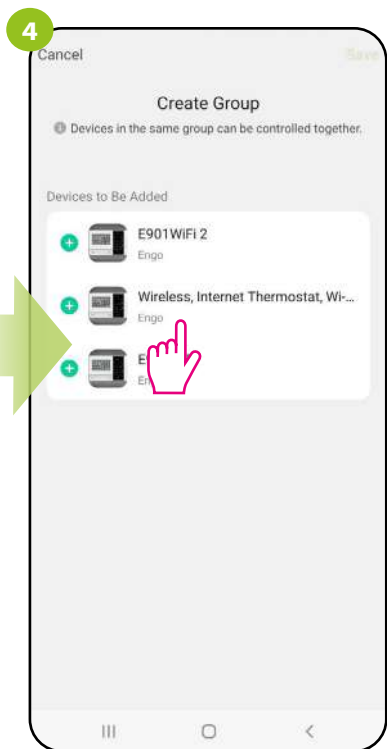 4
Cancel
Save
Create Group
Devices in the same group can be controlled together.
Devices to Be Added
E901WiFi 2
Engo
Wireless, Internet Thermostat, Wi-...
Engo